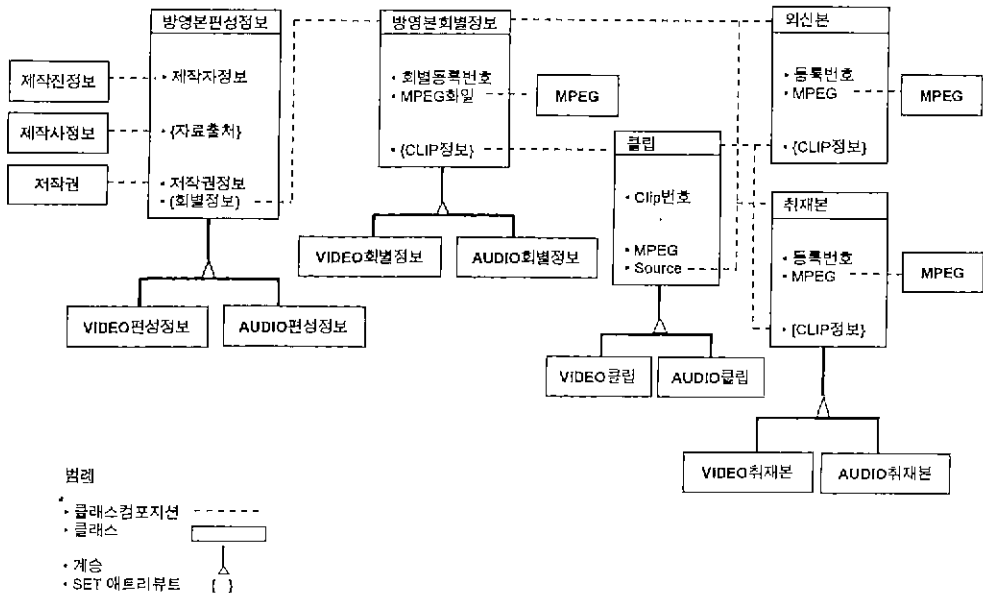 방영본편성정보
제작진정보
• 제작자정보
제작사정보
• {자료출처}
저작권
• 저작권정보
• {회별정보}
VIDEO편성정보
AUDIO편성정보
방영본회별정보
• 회별등록번호
• MPEG화일
MPEG
• {CLIP정보}
VIDEO회별정보
AUDIO회별정보
클립
• Clip번호
• MPEG
• Source
VIDEO클립
AUDIO클립
외신본
• 등록번호
• MPEG
MPEG
• {CLIP정보}
취재본
• 등록번호
• MPEG
MPEG
• {CLIP정보}
VIDEO취재본
AUDIO취재본
범례
• 클래스컴포지션
• 클래스
• 계승
• SET 애트리뷰트 { }